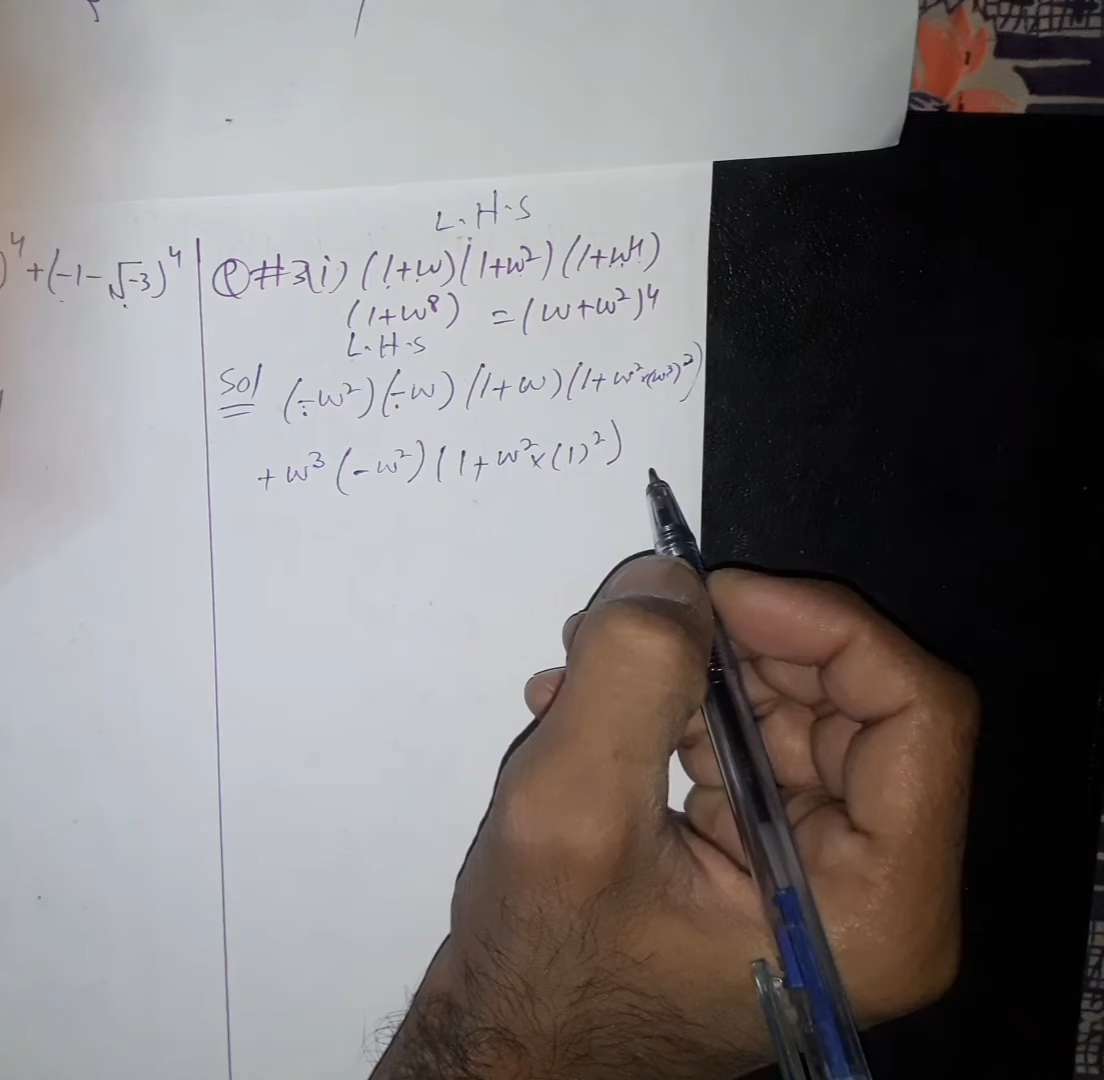 L.H.S
)⁴+(-1-√-3)⁴
Q#3(i) (1+w)(1+w²)(1+w⁴)
(1+w⁸) =(w+w²)⁴
L.H.S
Sol (-w²)(-w)(1+w)(1+w²×(w³)²)
+w³(-w²)(1+w²×(1)²)